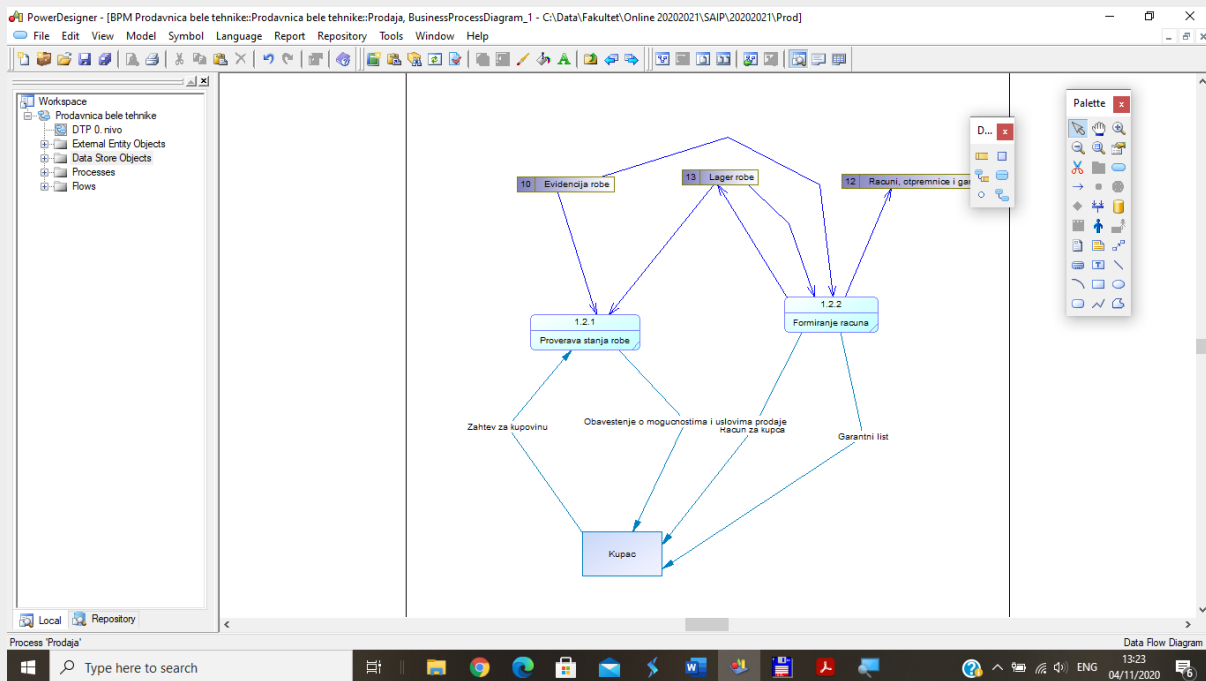 PowerDesigner - [BPM Prodavnica bele tehnike::Prodavnica bele tehnike::Prodaja, BusinessProcessDiagram_1 - C:\Data\Fakultet\Online 20202021\SAIP\20202021\Prod]
File Edit View Model Symbol Language Report Repository Tools Window Help
Workspace
Prodavnica bele tehnike
DTP 0. nivo
External Entity Objects
Data Store Objects
Processes
Flows
Local Repository
10 Evidencija robe
13 Lager robe
12 Racuni, otpremnice i gar
D...
Palette
1.2.1
Proverava stanja robe
1.2.2
Formiranje racuna
Zahtev za kupovinu
Obavestenje o mogucnostima i uslovima prodaje
Racun za kupca
Garantni list
Kupac
Process 'Prodaja'
Data Flow Diagram
Type here to search
ENG
13:23
04/11/2020
6